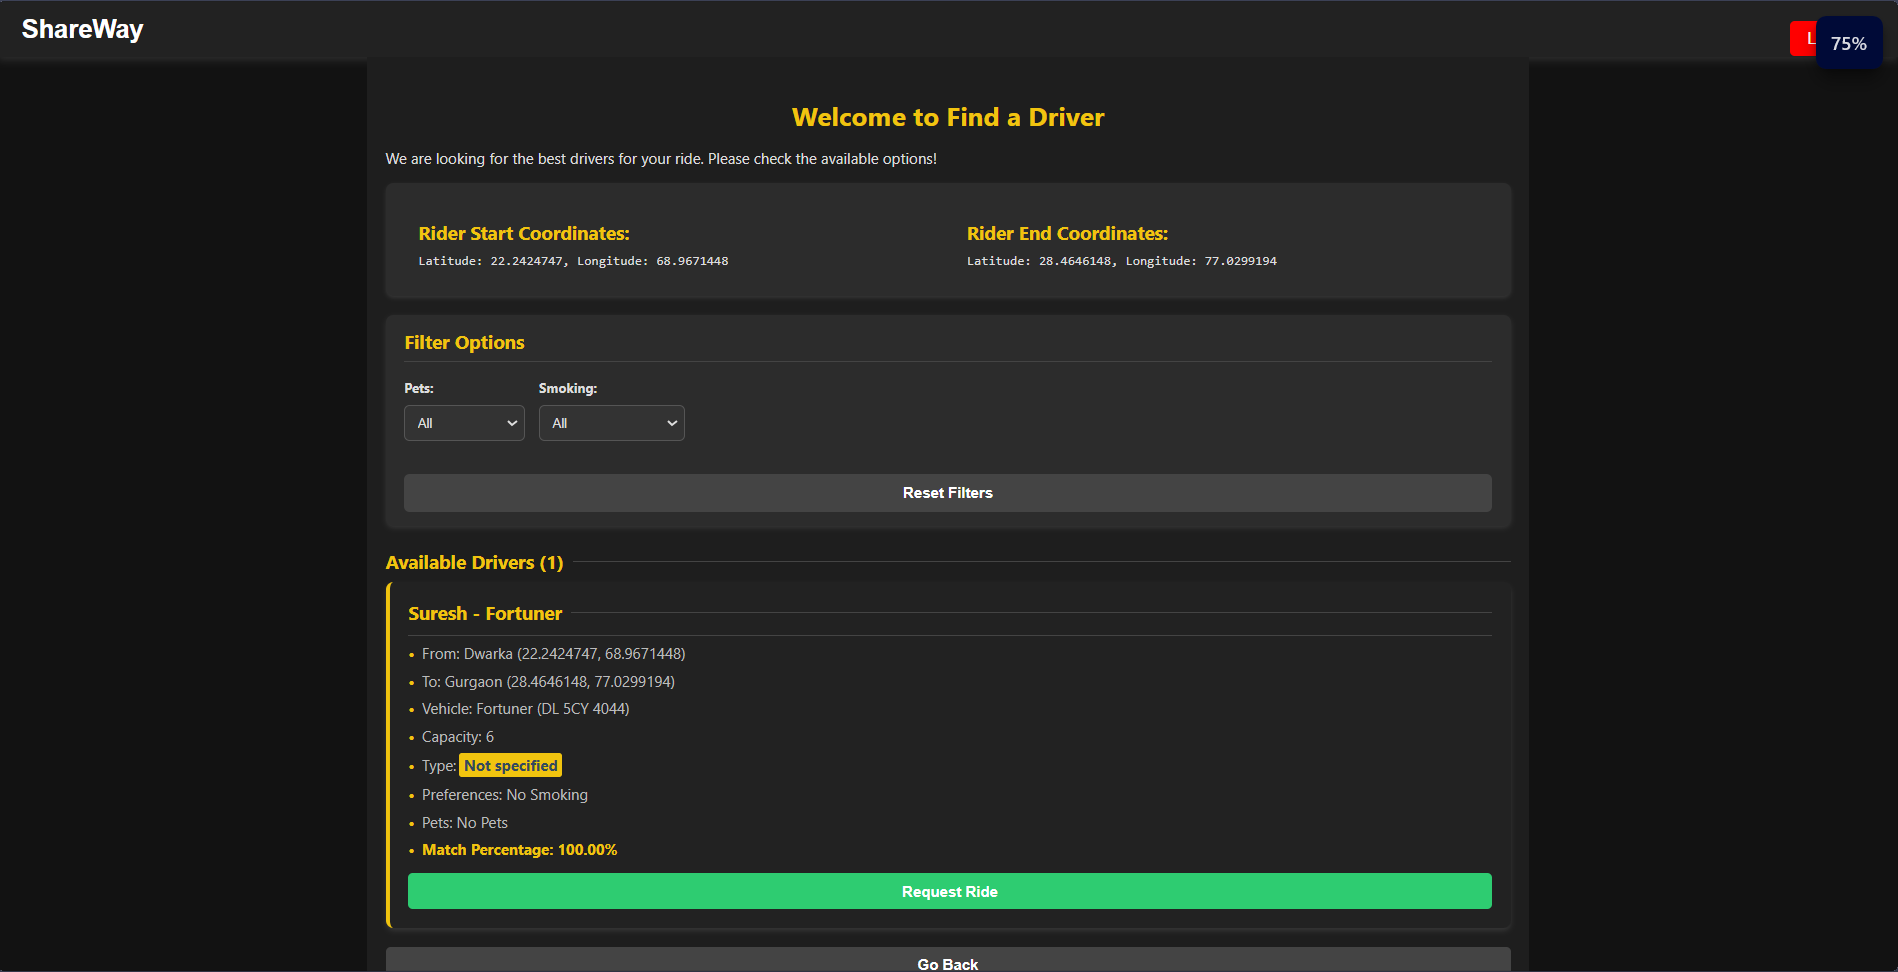 ShareWay
L
75%
Welcome to Find a Driver
We are looking for the best drivers for your ride. Please check the available options!
Rider Start Coordinates:
Latitude: 22.2424747, Longitude: 68.9671448
Rider End Coordinates:
Latitude: 28.4646148, Longitude: 77.0299194
Filter Options
Pets:
Smoking:
All
All
Reset Filters
Available Drivers (1)
Suresh - Fortuner
• From: Dwarka (22.2424747, 68.9671448)
• To: Gurgaon (28.4646148, 77.0299194)
• Vehicle: Fortuner (DL 5CY 4044)
• Capacity: 6
• Type: Not specified
• Preferences: No Smoking
• Pets: No Pets
• Match Percentage: 100.00%
Request Ride
Go Back